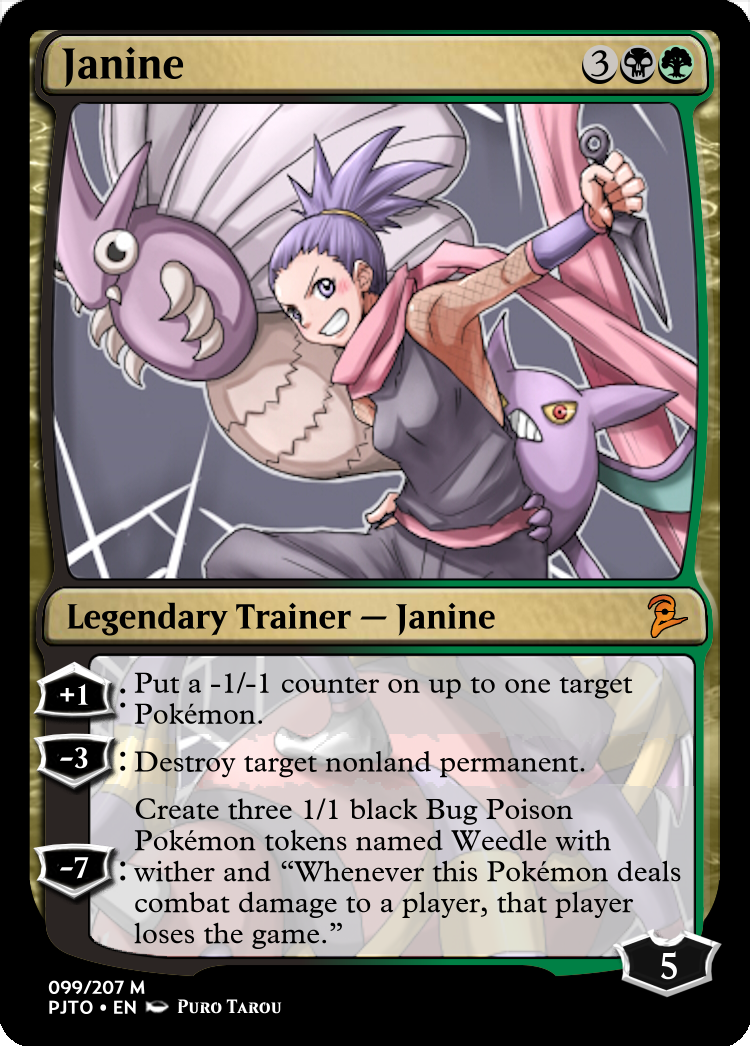 Janine 3
Legendary Trainer — Janine
+1 : Put a -1/-1 counter on up to one target
Pokémon.
–3 : Destroy target nonland permanent.
Create three 1/1 black Bug Poison
Pokémon tokens named Weedle with
–7 : wither and “Whenever this Pokémon deals
combat damage to a player, that player
loses the game.”
5
099/207 M
PJTO • EN Puro Tarou